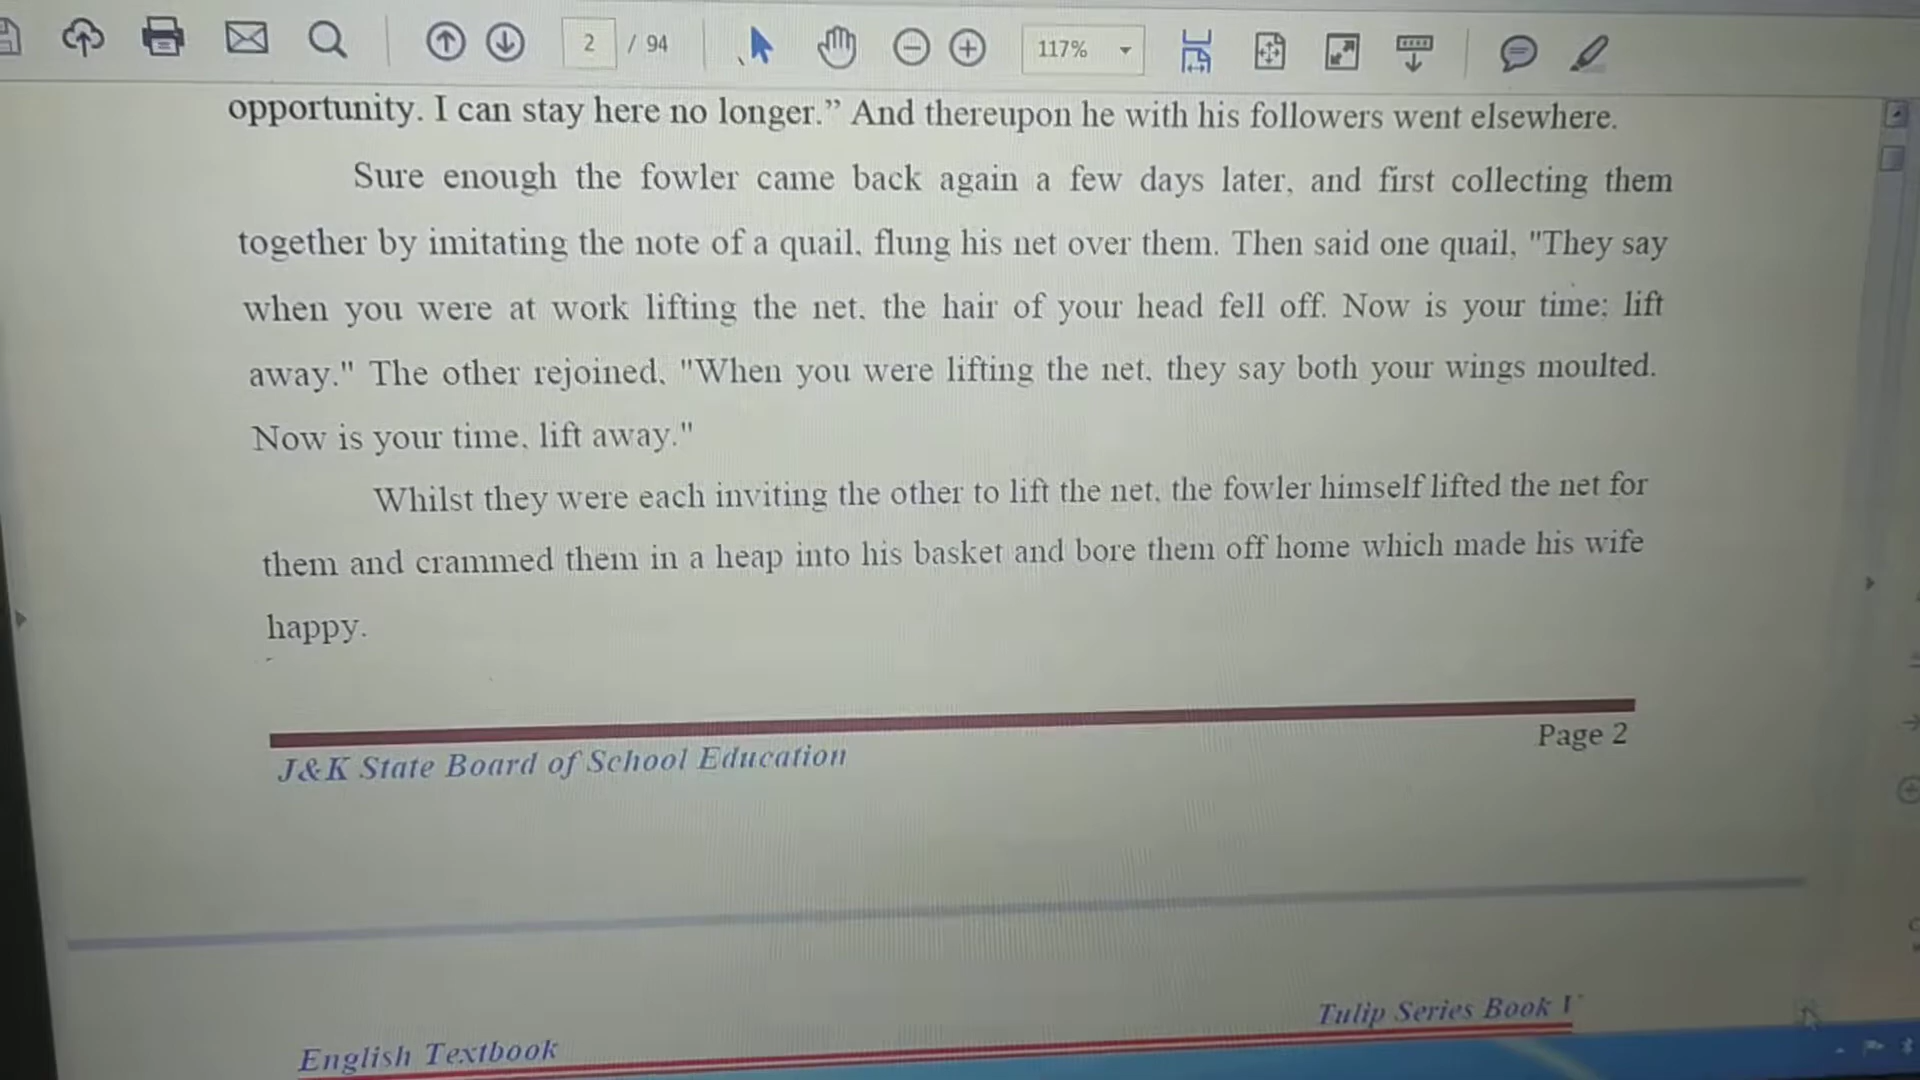 2 / 94
117%
opportunity. I can stay here no longer.” And thereupon he with his followers went elsewhere.
Sure enough the fowler came back again a few days later, and first collecting them
together by imitating the note of a quail, flung his net over them. Then said one quail, "They say
when you were at work lifting the net, the hair of your head fell off. Now is your time; lift
away." The other rejoined, "When you were lifting the net, they say both your wings moulted.
Now is your time, lift away."
Whilst they were each inviting the other to lift the net, the fowler himself lifted the net for
them and crammed them in a heap into his basket and bore them off home which made his wife
happy.
Page 2
J&K State Board of School Education
Tulip Series Book
English Textbook